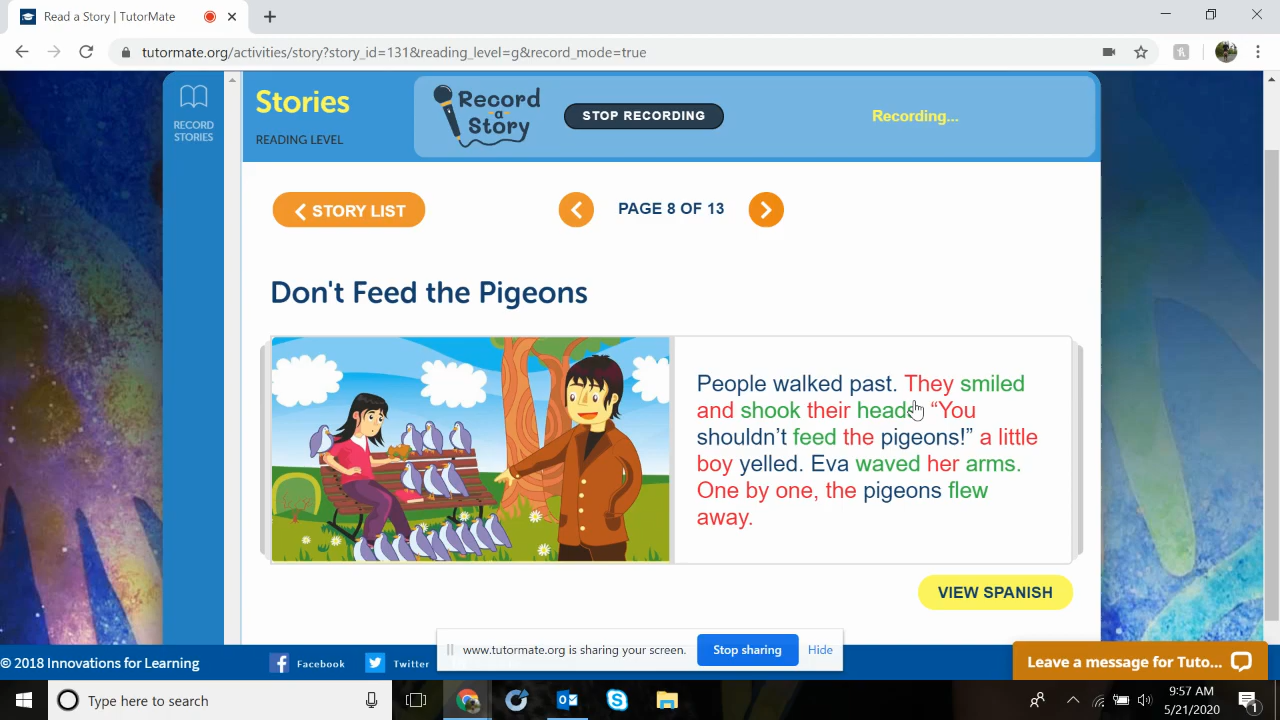 Read a Story | TutorMate
tutormate.org/activities/story?story_id=131&reading_level=g&record_mode=true
RECORD
STORIES
Stories
READING LEVEL
Record
a
Story
STOP RECORDING
Recording...
STORY LIST
PAGE 8 OF 13
Don't Feed the Pigeons
People walked past. They smiled
and shook their heads. “You
shouldn’t feed the pigeons!” a little
boy yelled. Eva waved her arms.
One by one, the pigeons flew
away.
VIEW SPANISH
www.tutormate.org is sharing your screen.
Stop sharing
Hide
© 2018 Innovations for Learning
Facebook
Twitter
Leave a message for Tuto...
Type here to search
9:57 AM
5/21/2020
1